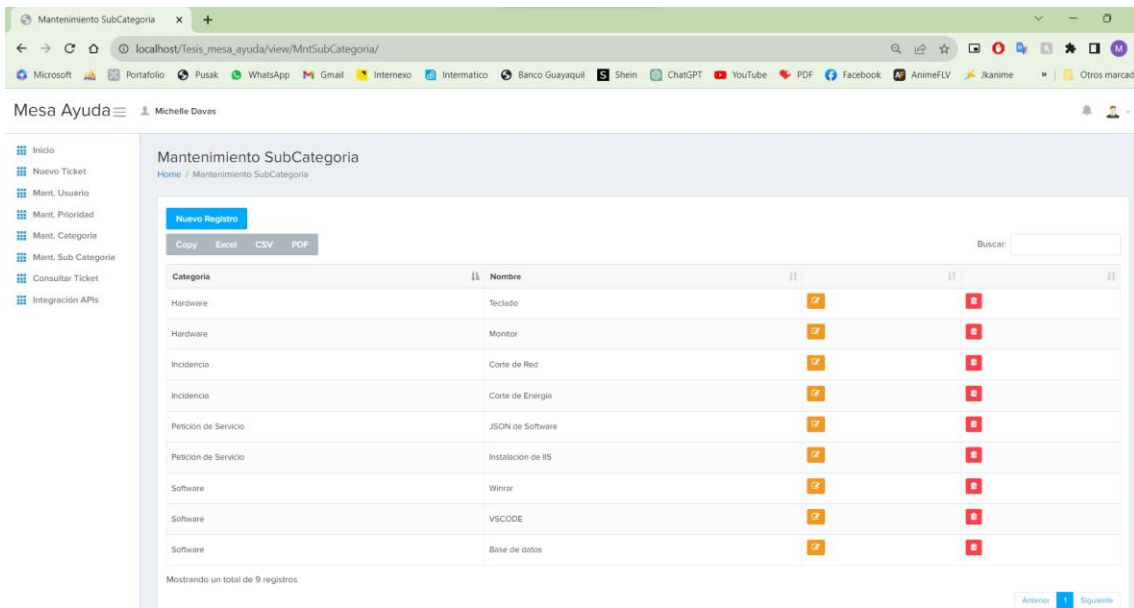 Mantenimiento SubCategoria
localhost/Tesis_mesa_ayuda/view/MntSubCategoria/
Microsoft Portafolio Pusak WhatsApp Gmail Internexo Intermatico Banco Guayaquil Shein ChatGPT YouTube PDF Facebook AnimeFLV Jkanime » Otros marcad
Mesa Ayuda Michelle Davas
Inicio
Nuevo Ticket
Mant. Usuario
Mant. Prioridad
Mant. Categoria
Mant. Sub Categoria
Consultar Ticket
Integración APIs
Mantenimiento SubCategoria
Home / Mantenimiento SubCategoria
Nuevo Registro
Copy Excel CSV PDF Buscar:
Categoria Nombre
Hardware Teclado
Hardware Monitor
Incidencia Corte de Red
Incidencia Corte de Energia
Petición de Servicio JSON de Software
Petición de Servicio Instalación de IIS
Software Winrar
Software VSCODE
Software Base de datos
Mostrando un total de 9 registros
Anterior 1 Siguiente